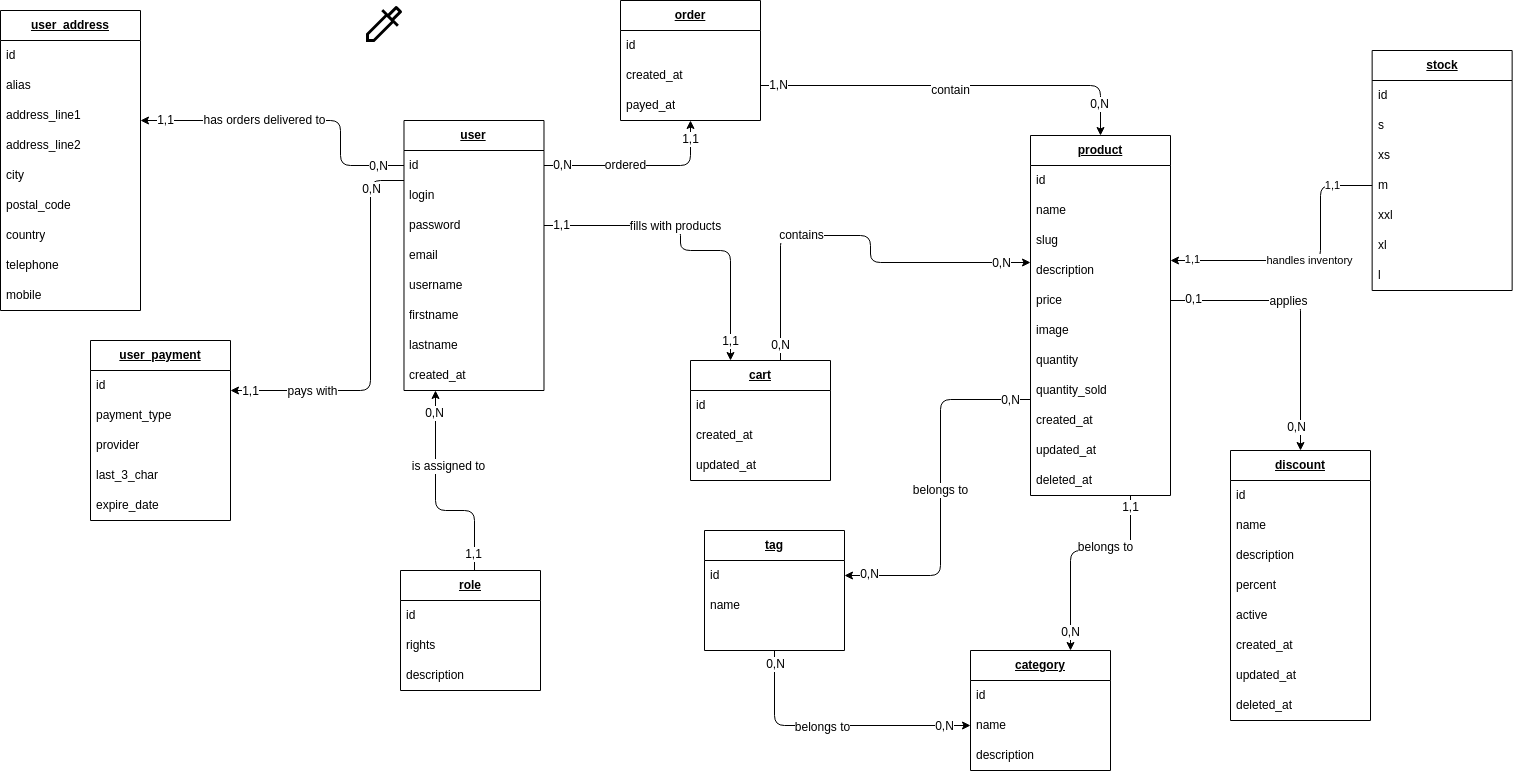 user_address
id
alias
address_line1
address_line2
city
postal_code
country
telephone
mobile
1,1
has orders delivered to
0,N
0,N
user
id
login
password
email
username
firstname
lastname
created_at
order
id
created_at
payed_at
0,N
ordered
1,1
1,N
contain
0,N
1,1
fills with products
1,1
user_payment
id
payment_type
provider
last_3_char
expire_date
1,1
pays with
0,N
is assigned to
1,1
role
id
rights
description
cart
id
created_at
updated_at
contains
0,N
0,N
product
id
name
slug
description
price
image
quantity
quantity_sold
created_at
updated_at
deleted_at
stock
id
s
xs
m
xxl
xl
l
1,1
handles inventory
1,1
0,1
applies
0,N
discount
id
name
description
percent
active
created_at
updated_at
deleted_at
0,N
belongs to
0,N
tag
id
name
0,N
belongs to
0,N
1,1
belongs to
0,N
category
id
name
description